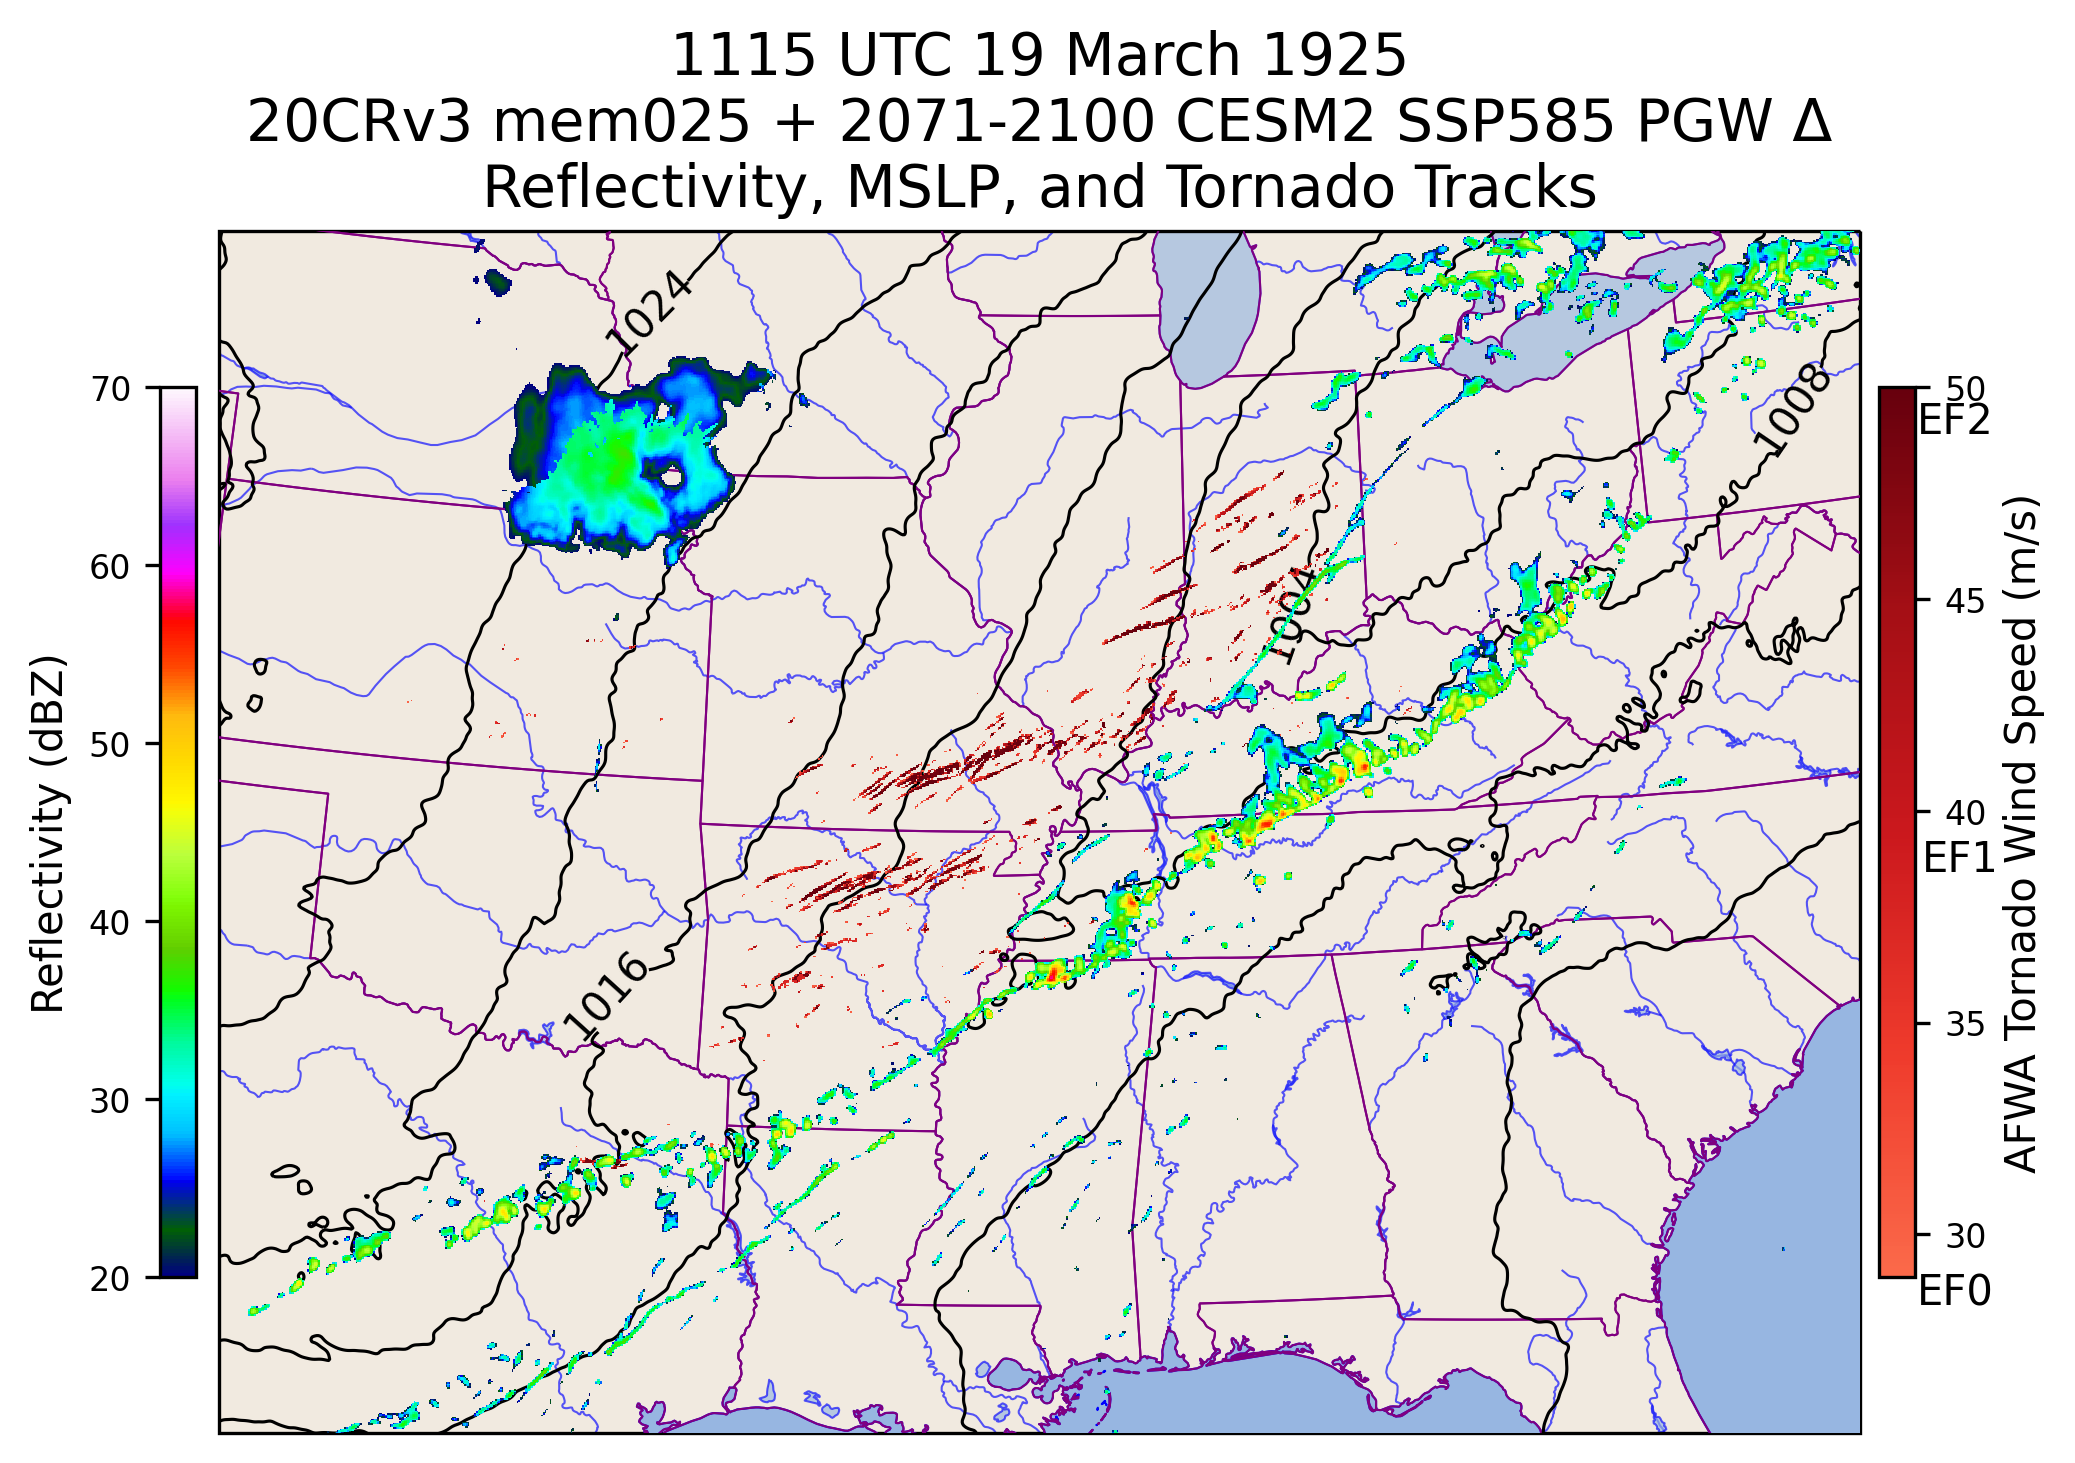 1115 UTC 19 March 1925
20CRv3 mem025 + 2071-2100 CESM2 SSP585 PGW Δ
Reflectivity, MSLP, and Tornado Tracks
Reflectivity (dBZ)
70
60
50
40
30
20
1024
1008
1004
1016
50
EF2
45
40
EF1
35
30
EF0
AFWA Tornado Wind Speed (m/s)